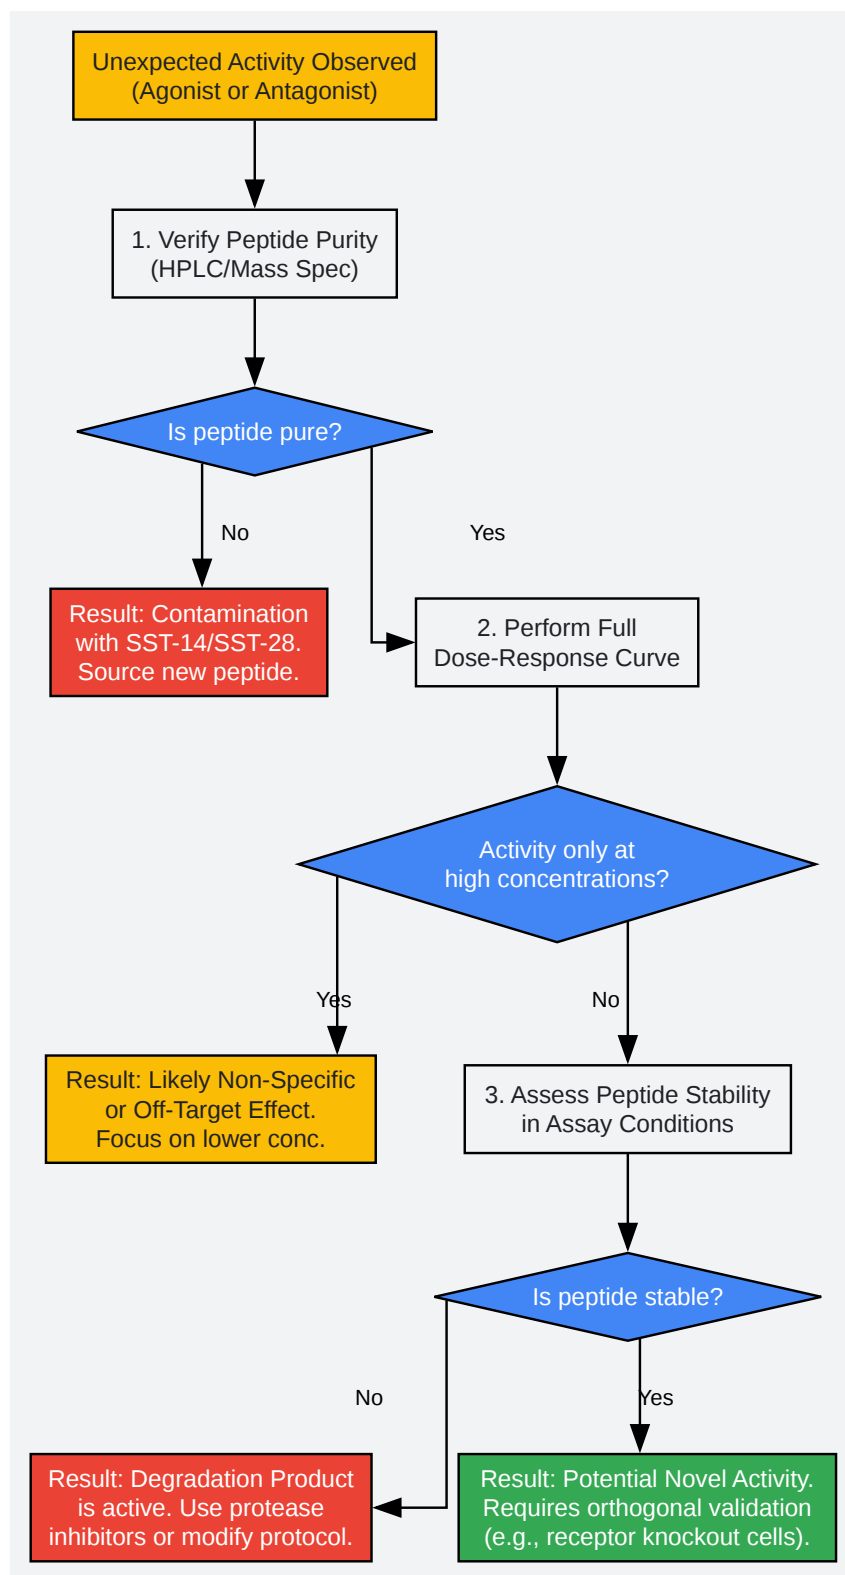 Unexpected Activity Observed
(Agonist or Antagonist)
1. Verify Peptide Purity
(HPLC/Mass Spec)
Is peptide pure?
No
Yes
Result: Contamination
with SST-14/SST-28.
Source new peptide.
2. Perform Full
Dose-Response Curve
Activity only at
high concentrations?
Yes
No
Result: Likely Non-Specific
or Off-Target Effect.
Focus on lower conc.
3. Assess Peptide Stability
in Assay Conditions
Is peptide stable?
No
Yes
Result: Degradation Product
is active. Use protease
inhibitors or modify protocol.
Result: Potential Novel Activity.
Requires orthogonal validation
(e.g., receptor knockout cells).